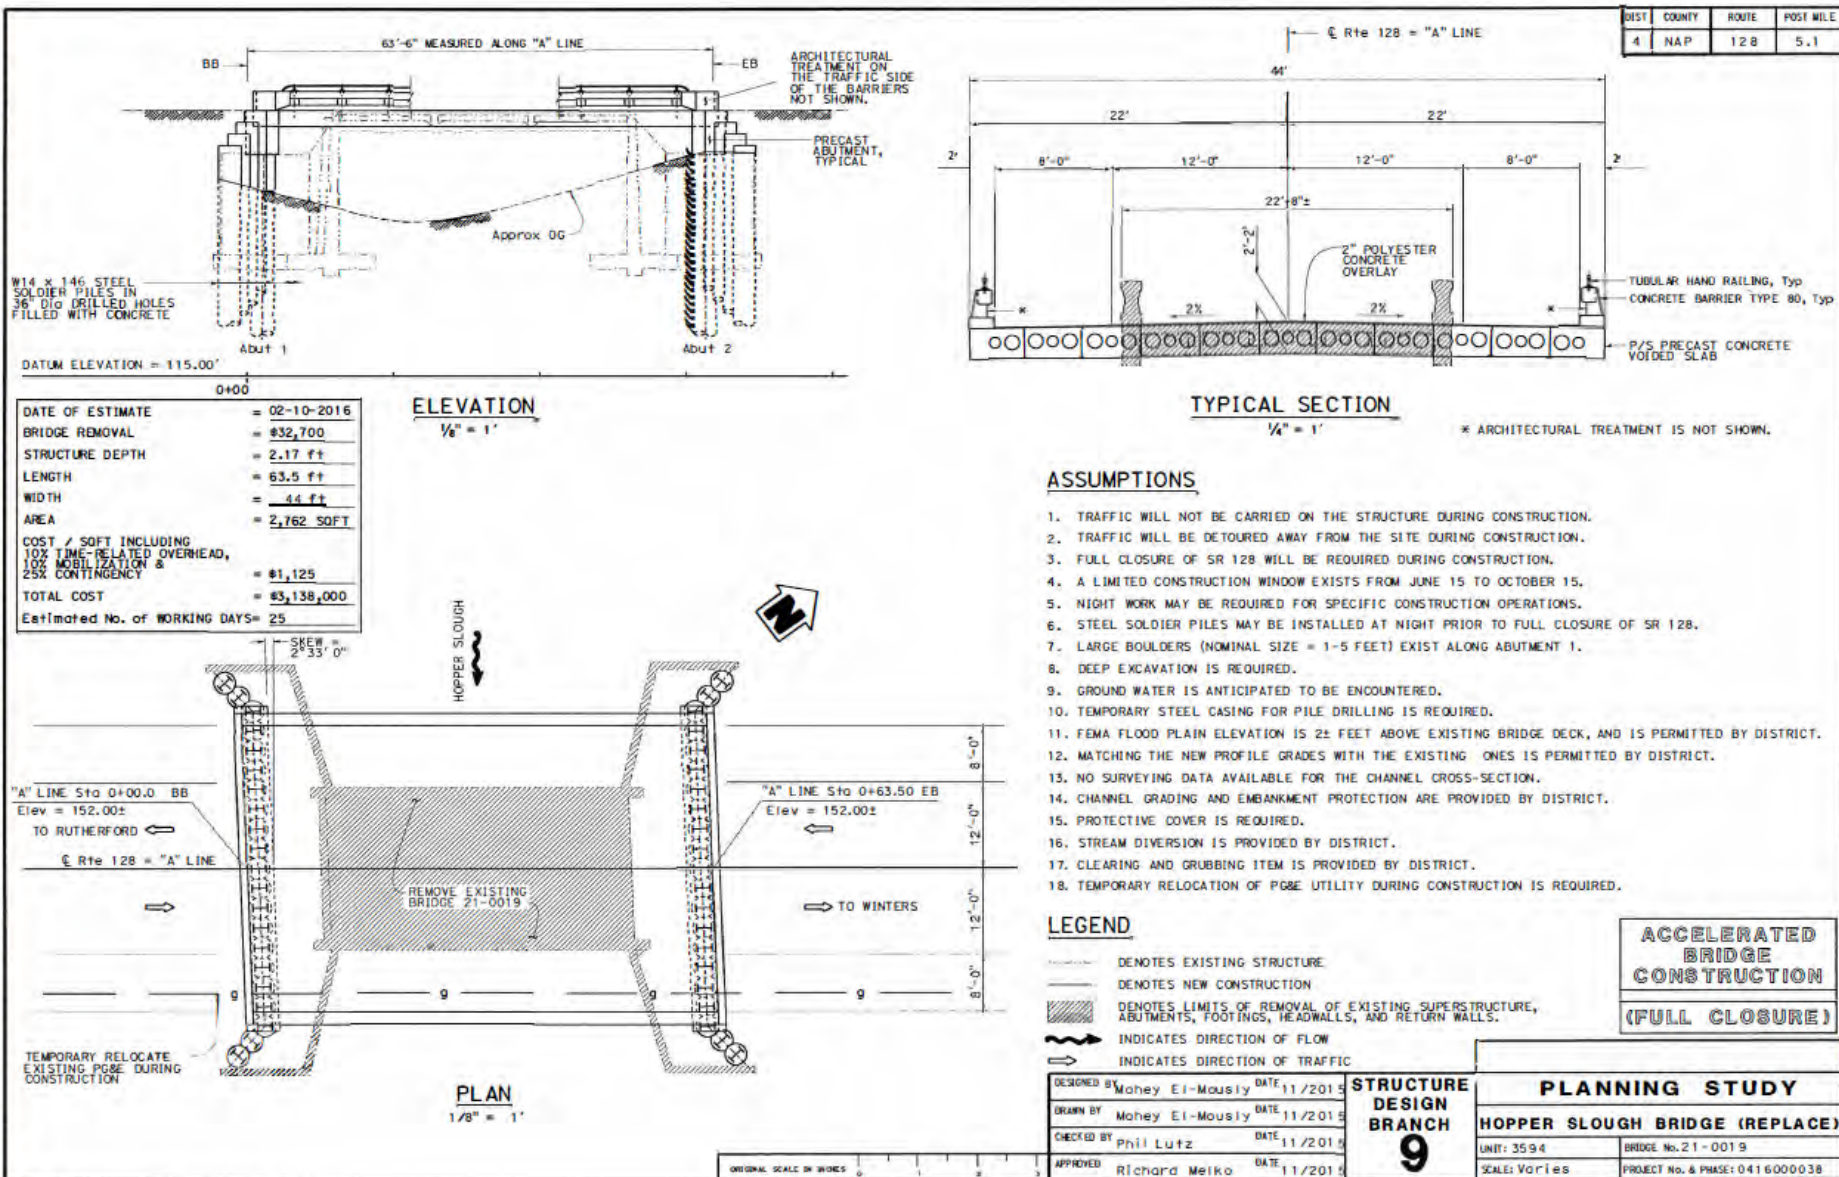 DIST COUNTY ROUTE POST MILE
4 NAP 128 5.1
63'-6" MEASURED ALONG "A" LINE
BB
EB
ARCHITECTURAL
TREATMENT ON
THE TRAFFIC SIDE
OF THE BARRIERS
NOT SHOWN.
PRECAST
ABUTMENT,
TYPICAL
Approx OG
W14 x 146 STEEL
SOLDIER PILES IN
36" Dia DRILLED HOLES
FILLED WITH CONCRETE
Abut 1
Abut 2
DATUM ELEVATION = 115.00'
0+00
ELEVATION
1/8" = 1'
℄ Rte 128 = "A" LINE
44'
22' 22'
2' 8'-0" 12'-0" 12'-0" 8'-0" 2'
22'-8"±
2'-2"
2" POLYESTER
CONCRETE
OVERLAY
* 2% 2% *
TUBULAR HAND RAILING, Typ
CONCRETE BARRIER TYPE 80, Typ
P/S PRECAST CONCRETE
VOIDED SLAB
TYPICAL SECTION
1/4" = 1'
* ARCHITECTURAL TREATMENT IS NOT SHOWN.
DATE OF ESTIMATE = 02-10-2016
BRIDGE REMOVAL = $32,700
STRUCTURE DEPTH = 2.17 ft
LENGTH = 63.5 ft
WIDTH = 44 ft
AREA = 2,762 SQFT
COST / SQFT INCLUDING
10% TIME-RELATED OVERHEAD,
10% MOBILIZATION &
25% CONTINGENCY = $1,125
TOTAL COST = $3,138,000
Estimated No. of WORKING DAYS= 25
SKEW =
2°33'0"
HOPPER SLOUGH
N
"A" LINE Sta 0+00.0 BB
Elev = 152.00±
TO RUTHERFORD
℄ Rte 128 = "A" LINE
"A" LINE Sta 0+63.50 EB
Elev = 152.00±
REMOVE EXISTING
BRIDGE 21-0019
TO WINTERS
8'-0"
12'-0"
12'-0"
8'-0"
g g g g
TEMPORARY RELOCATE
EXISTING PG&E DURING
CONSTRUCTION
PLAN
1/8" = 1'
ASSUMPTIONS
1. TRAFFIC WILL NOT BE CARRIED ON THE STRUCTURE DURING CONSTRUCTION.
2. TRAFFIC WILL BE DETOURED AWAY FROM THE SITE DURING CONSTRUCTION.
3. FULL CLOSURE OF SR 128 WILL BE REQUIRED DURING CONSTRUCTION.
4. A LIMITED CONSTRUCTION WINDOW EXISTS FROM JUNE 15 TO OCTOBER 15.
5. NIGHT WORK MAY BE REQUIRED FOR SPECIFIC CONSTRUCTION OPERATIONS.
6. STEEL SOLDIER PILES MAY BE INSTALLED AT NIGHT PRIOR TO FULL CLOSURE OF SR 128.
7. LARGE BOULDERS (NOMINAL SIZE = 1-5 FEET) EXIST ALONG ABUTMENT 1.
8. DEEP EXCAVATION IS REQUIRED.
9. GROUND WATER IS ANTICIPATED TO BE ENCOUNTERED.
10. TEMPORARY STEEL CASING FOR PILE DRILLING IS REQUIRED.
11. FEMA FLOOD PLAIN ELEVATION IS 2± FEET ABOVE EXISTING BRIDGE DECK, AND IS PERMITTED BY DISTRICT.
12. MATCHING THE NEW PROFILE GRADES WITH THE EXISTING ONES IS PERMITTED BY DISTRICT.
13. NO SURVEYING DATA AVAILABLE FOR THE CHANNEL CROSS-SECTION.
14. CHANNEL GRADING AND EMBANKMENT PROTECTION ARE PROVIDED BY DISTRICT.
15. PROTECTIVE COVER IS REQUIRED.
16. STREAM DIVERSION IS PROVIDED BY DISTRICT.
17. CLEARING AND GRUBBING ITEM IS PROVIDED BY DISTRICT.
18. TEMPORARY RELOCATION OF PG&E UTILITY DURING CONSTRUCTION IS REQUIRED.
LEGEND
DENOTES EXISTING STRUCTURE
DENOTES NEW CONSTRUCTION
DENOTES LIMITS OF REMOVAL OF EXISTING SUPERSTRUCTURE,
ABUTMENTS, FOOTINGS, HEADWALLS, AND RETURN WALLS.
INDICATES DIRECTION OF FLOW
INDICATES DIRECTION OF TRAFFIC
ACCELERATED
BRIDGE
CONSTRUCTION
(FULL CLOSURE)
DESIGNED BY Mohey El-Mously DATE 11/2015
DRAWN BY Mohey El-Mously DATE 11/2015
CHECKED BY Phil Lutz DATE 11/2015
APPROVED Richard Melko DATE 11/2015
STRUCTURE
DESIGN
BRANCH
9
PLANNING STUDY
HOPPER SLOUGH BRIDGE (REPLACE)
UNIT: 3594 BRIDGE No. 21-0019
SCALE: Varies PROJECT No. & PHASE: 0416000038
ORIGINAL SCALE IN INCHES